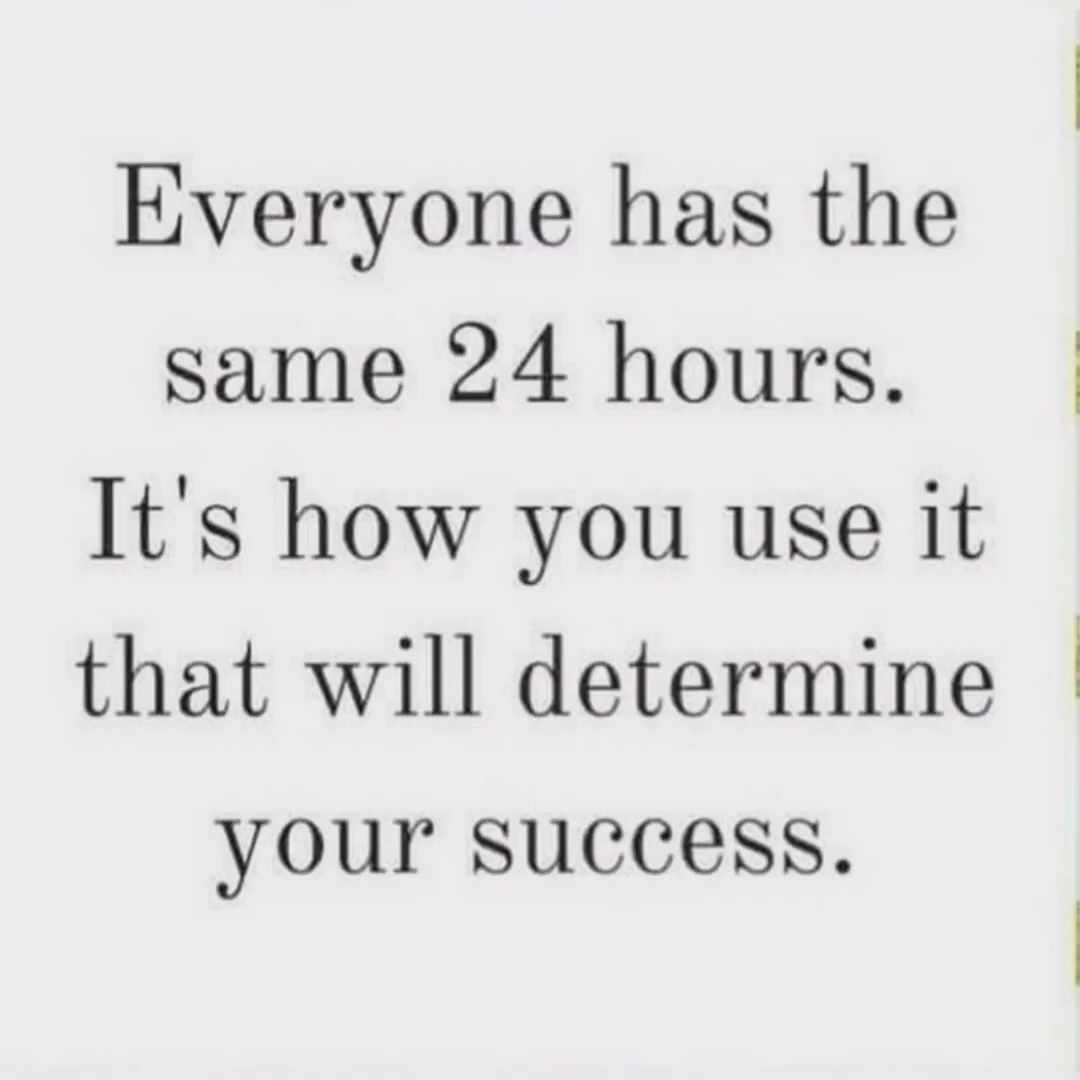 Everyone has the
same 24 hours.
It's how you use it
that will determine
your success.